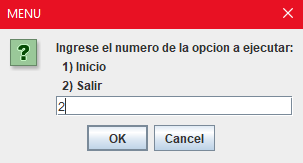 MENU
Ingrese el numero de la opcion a ejecutar:
1) Inicio
2) Salir
2
OK Cancel